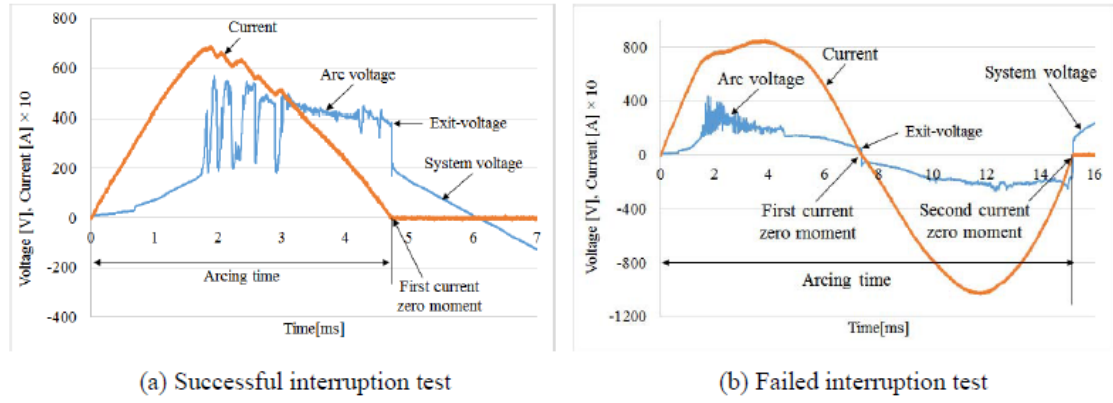 800
600
400
200
0
-200
-400
0 1 2 3 4 5 6 7
Voltage [V], Current [A] × 10
Time[ms]
Current
Arc voltage
Exit-voltage
System voltage
Arcing time
First current
zero moment
(a) Successful interruption test
800
400
0
-400
-800
-1200
0 2 4 6 8 10 12 14 16
Voltage [V], Current [A] × 10
Time[ms]
Current
System voltage
Arc voltage
Exit-voltage
First current
zero moment
Second current
zero moment
Arcing time
(b) Failed interruption test